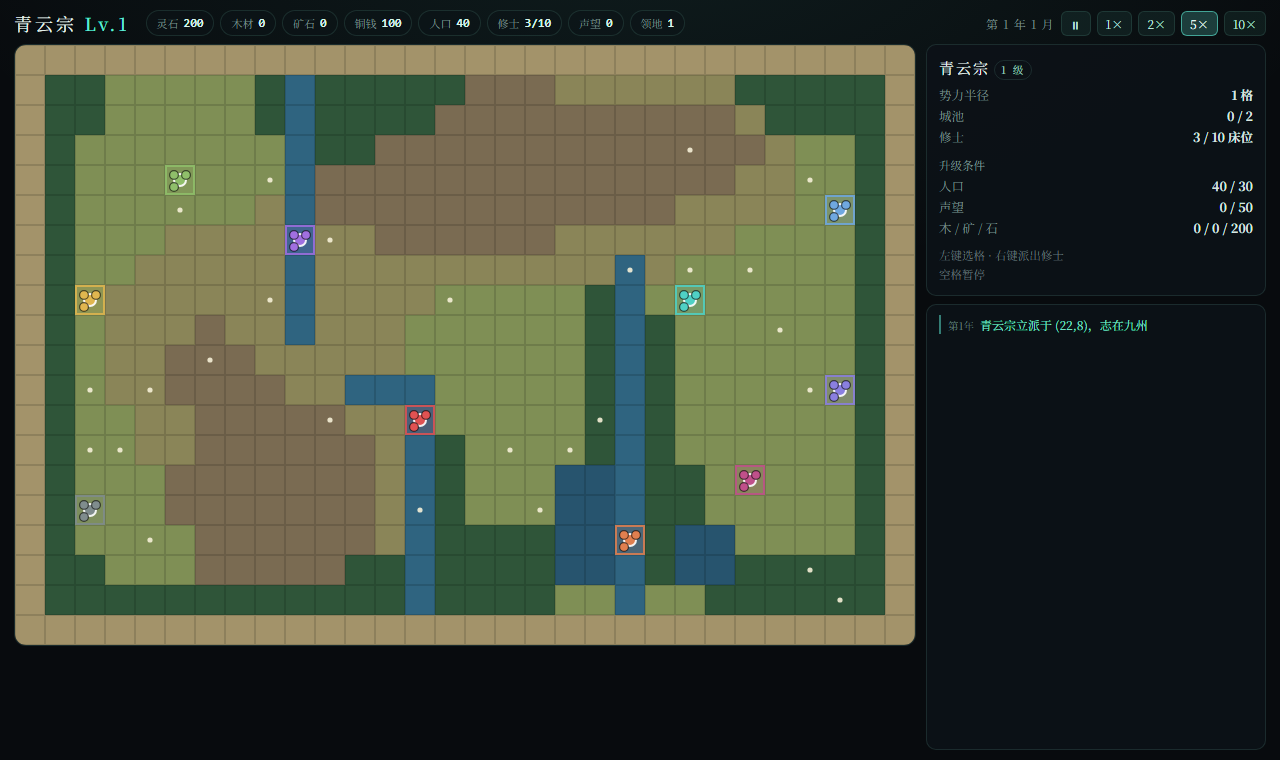 青云宗 Lv.1 灵石 200 木材 0 矿石 0 铜钱 100 人口 40 修士 3/10 声望 0 领地 1 第 1 年 1 月 ⏸ 1× 2× 5× 10×
青云宗 1 级
势力半径 1 格
城池 0 / 2
修士 3 / 10 床位
升级条件
人口 40 / 30
声望 0 / 50
木 / 矿 / 石 0 / 0 / 200
左键选格 · 右键派出修士
空格暂停
第1年 青云宗立派于 (22,8)，志在九州